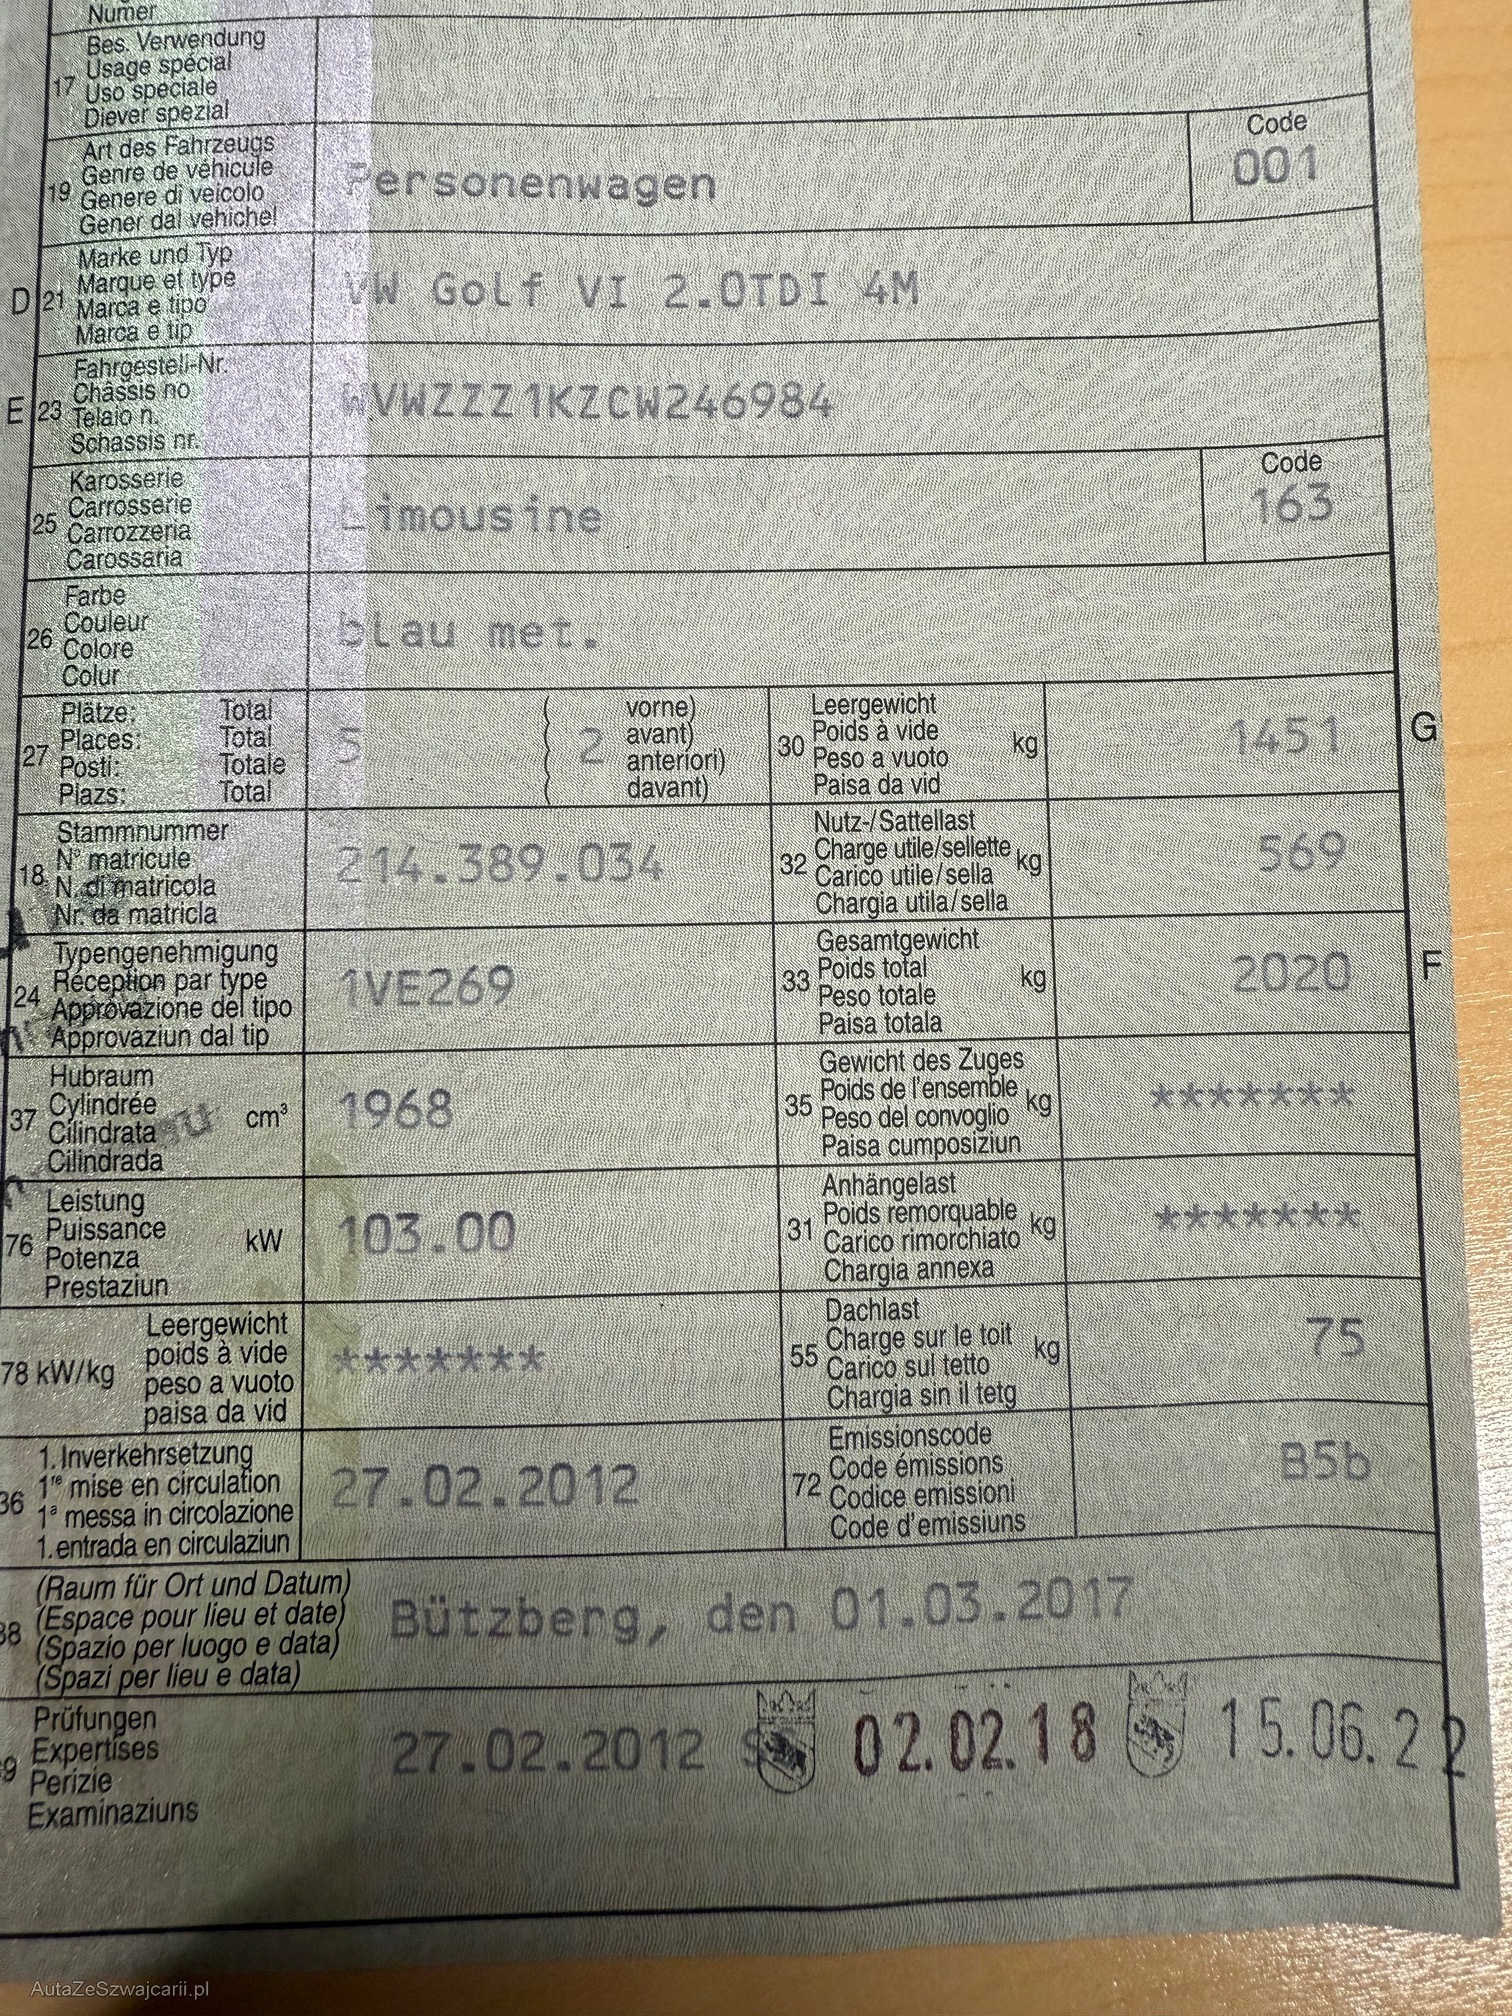 Numer
17 Bes. Verwendung
Usage spécial
Uso speciale
Diever spezial
19 Art des Fahrzeugs
Genre de véhicule
Genere di veicolo
Gener dal vehichel
Personenwagen
Code
001
D 21 Marke und Typ
Marque et type
Marca e tipo
Marca e tip
VW Golf VI 2.0TDI 4M
E 23 Fahrgestell-Nr.
Châssis no
Telaio n.
Schassis nr.
WVWZZZ1KZCW246984
25 Karosserie
Carrosserie
Carrozzeria
Carossaria
Limousine
Code
163
26 Farbe
Couleur
Colore
Colur
blau met.
27 Plätze: Total
Places: Total
Posti: Totale
Plazs: Total
5 ( 2 vorne)
avant)
anteriori)
davant)
30 Leergewicht
Poids à vide
Peso a vuoto
Paisa da vid
kg 1451 G
18 Stammnummer
N° matricule
N. di matricola
Nr. da matricla
214.389.034
32 Nutz-/Sattellast
Charge utile/sellette
Carico utile/sella
Chargia utila/sella
kg 569
24 Typengenehmigung
Réception par type
Approvazione del tipo
Approvaziun dal tip
1VE269
33 Gesamtgewicht
Poids total
Peso totale
Paisa totala
kg 2020 F
37 Hubraum
Cylindrée
Cilindrata
Cilindrada
cm³ 1968
35 Gewicht des Zuges
Poids de l'ensemble
Peso del convoglio
Paisa cumposiziun
kg *******
76 Leistung
Puissance
Potenza
Prestaziun
kW 103.00
31 Anhängelast
Poids remorquable
Carico rimorchiato
Chargia annexa
kg *******
78 kW/kg Leergewicht
poids à vide
peso a vuoto
paisa da vid
*******
55 Dachlast
Charge sur le toit
Carico sul tetto
Chargia sin il tetg
kg 75
36 1. Inverkehrsetzung
1re mise en circulation
1a messa in circolazione
1. entrada en circulaziun
27.02.2012
72 Emissionscode
Code émissions
Codice emissioni
Code d'emissiuns
B5b
38 (Raum für Ort und Datum)
(Espace pour lieu et date)
(Spazio per luogo e data)
(Spazi per lieu e data)
Bützberg, den 01.03.2017
39 Prüfungen
Expertises
Perizie
Examinaziuns
27.02.2012 S 02.02.18 15.06.22
AutaZeSzwajcarii.pl